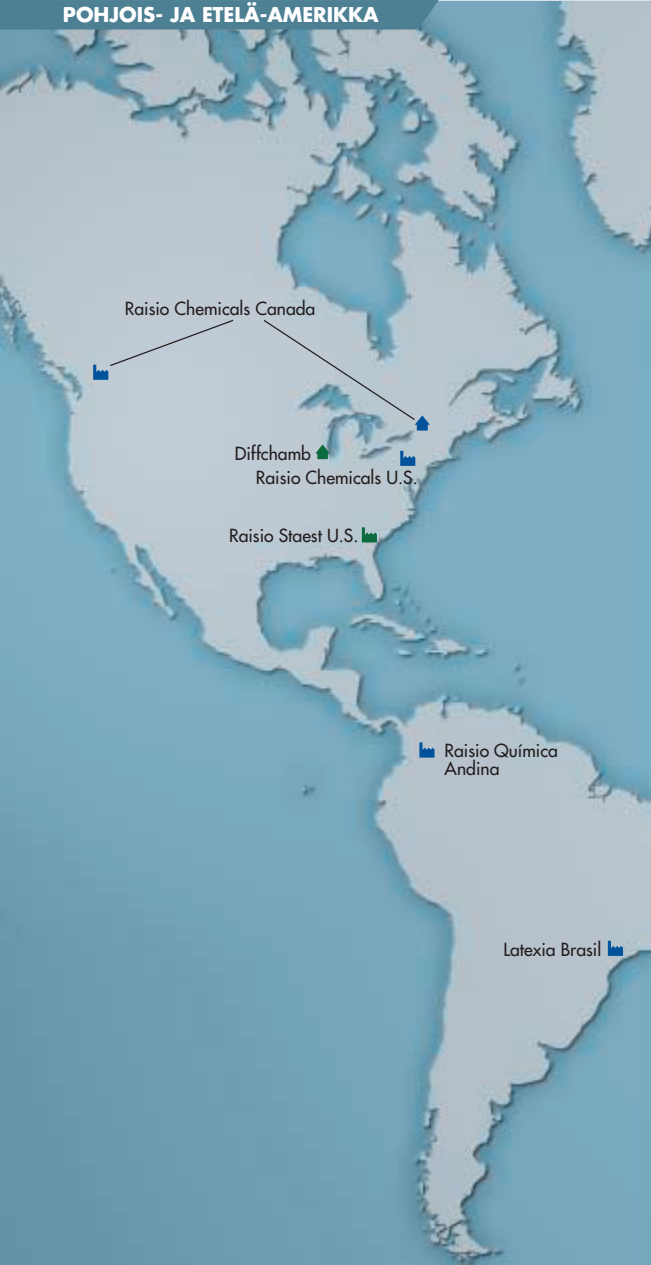 POHJOIS- JA ETELÄ-AMERIKKA
Raisio Chemicals Canada
Diffchamb
Raisio Chemicals U.S.
Raisio Staest U.S.
Raisio Química
Andina
Latexia Brasil